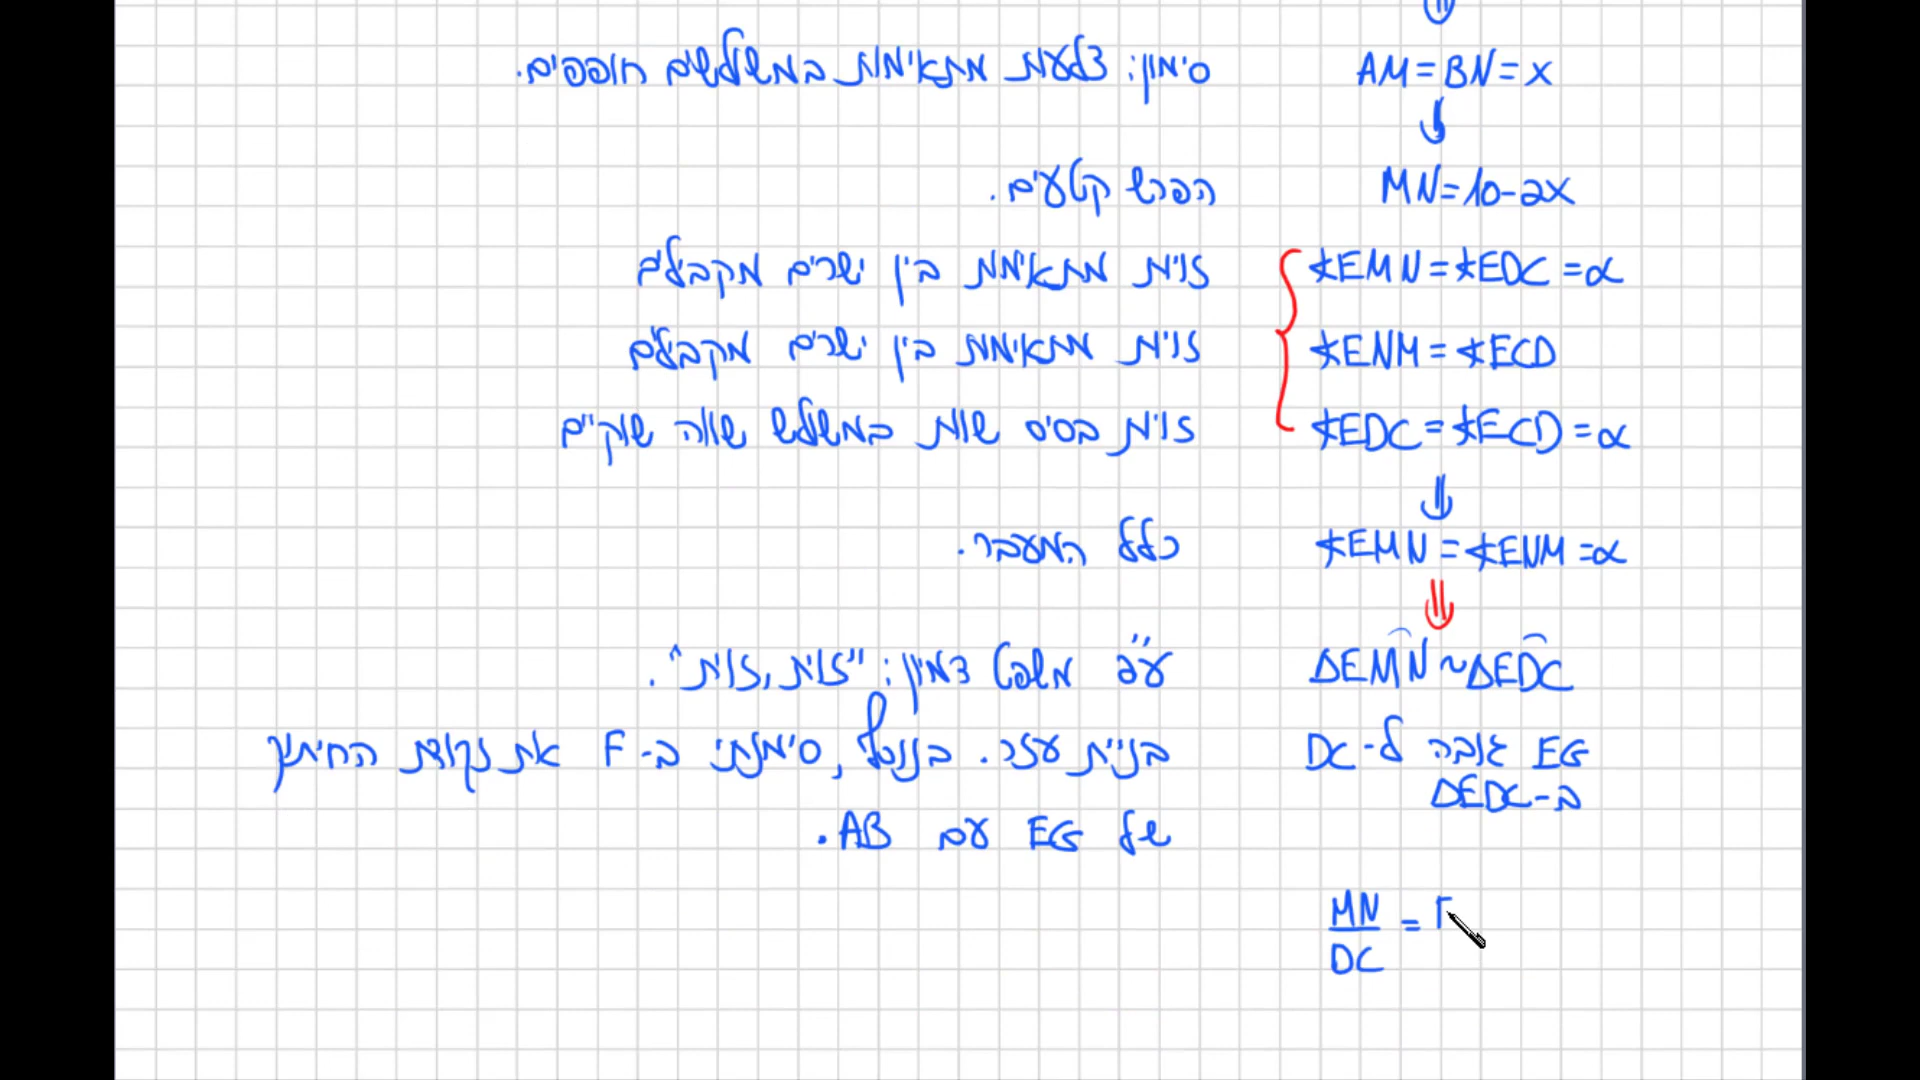 AM=BN=x סימון; צלעות מתאימות במשולשים חופפים.
MN=10-2x הפרש קטעים.
∢EMN=∢EDC=α זוית מתאימות בין ישרים מקבילים
∢ENM=∢ECD זוית מתאימות בין ישרים מקבילים
∢EDC=∢ECD=α זוית בסיס שוות במשולש שווה שוקיים
∢EMN=∢ENM=α כלל המעבר.
ΔEMN~ΔEDC ע"פ משפט דמיון: "זוית,זוית".
EG גובה ל-DC בניית עזר. בנוסף, סימנתי ב-F את נקודת החיתוך
ב-ΔEDC
של EG עם AB.
MN/DC =